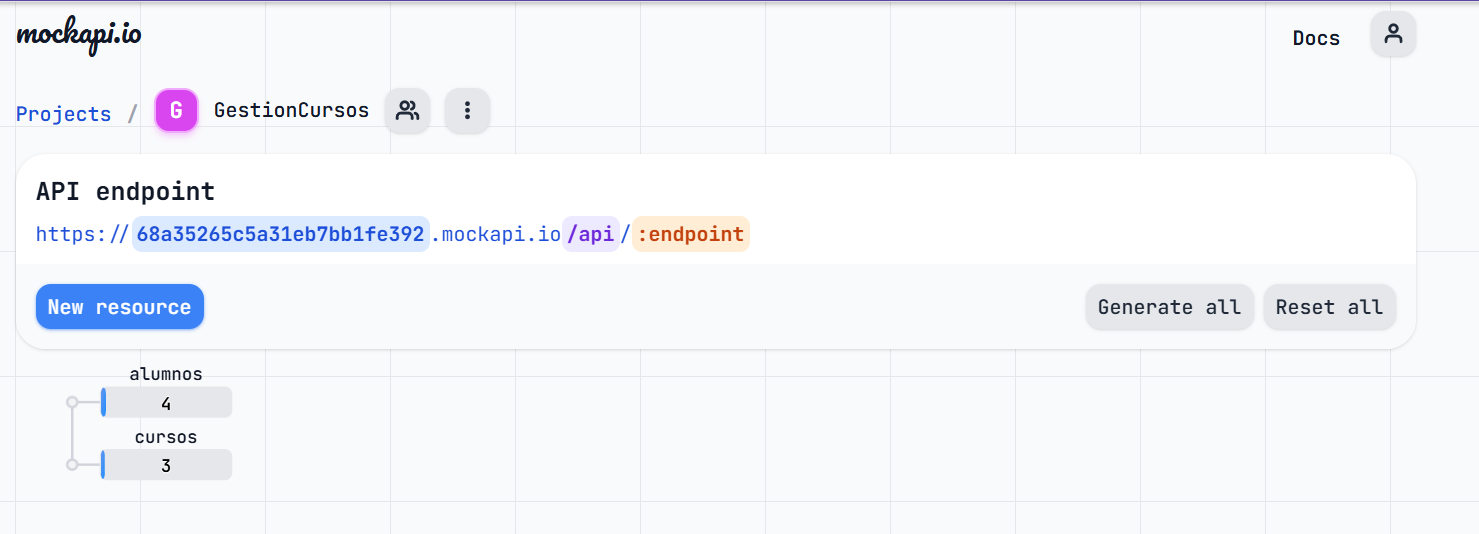 mockapi.io
Docs
Projects / G GestionCursos
API endpoint
https://68a35265c5a31eb7bb1fe392.mockapi.io/api/:endpoint
New resource
Generate all
Reset all
alumnos
4
cursos
3